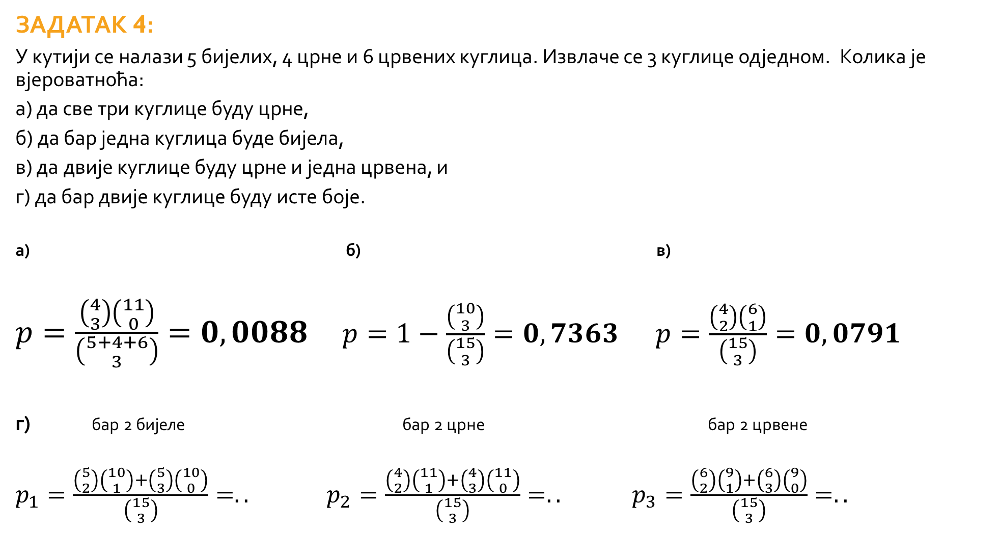 ЗАДАТАК 4:
У кутији се налази 5 бијелих, 4 црне и 6 црвених куглица. Извлаче се 3 куглице одједном.  Колика је
вјероватноћа:
а) да све три куглице буду црне,
б) да бар једна куглица буде бијела,
в) да двије куглице буду црне и једна црвена, и
г) да бар двије куглице буду исте боје.
а) б) в)
p = \frac{\binom{4}{3}\binom{11}{0}}{\binom{5+4+6}{3}} = 0,0088 p = 1 − \frac{\binom{10}{3}}{\binom{15}{3}} = 0,7363 p = \frac{\binom{4}{2}\binom{6}{1}}{\binom{15}{3}} = 0,0791
г) бар 2 бијеле бар 2 црне бар 2 црвене
p_1 = \frac{\binom{5}{2}\binom{10}{1}+\binom{5}{3}\binom{10}{0}}{\binom{15}{3}} =.. p_2 = \frac{\binom{4}{2}\binom{11}{1}+\binom{4}{3}\binom{11}{0}}{\binom{15}{3}} =.. p_3 = \frac{\binom{6}{2}\binom{9}{1}+\binom{6}{3}\binom{9}{0}}{\binom{15}{3}} =..